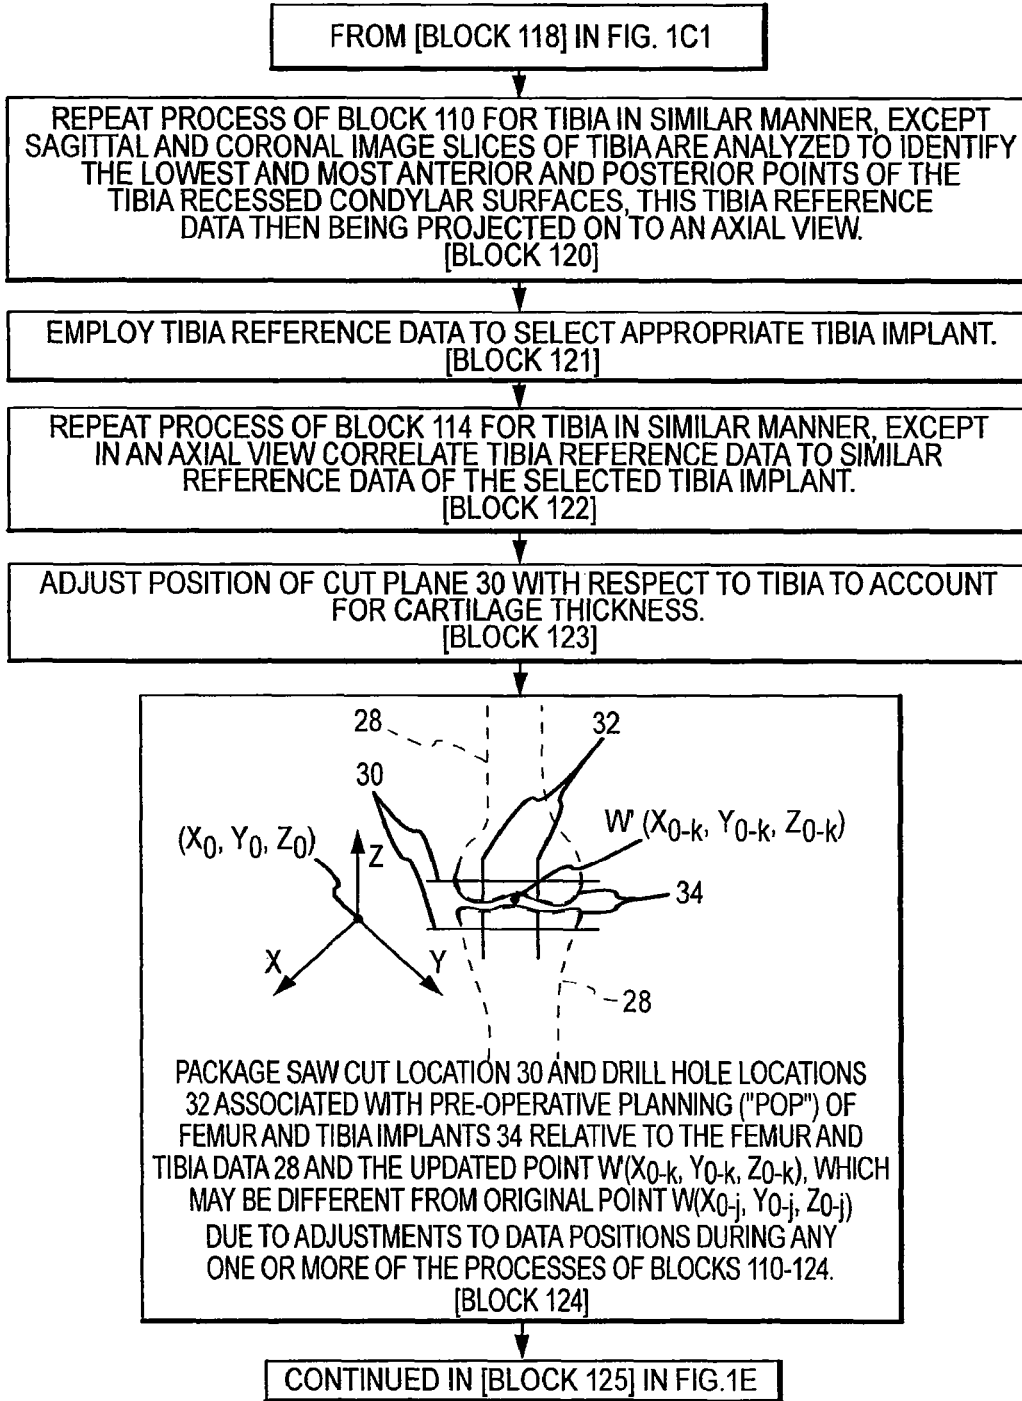 FROM [BLOCK 118] IN FIG. 1C1
REPEAT PROCESS OF BLOCK 110 FOR TIBIA IN SIMILAR MANNER, EXCEPT
SAGITTAL AND CORONAL IMAGE SLICES OF TIBIA ARE ANALYZED TO IDENTIFY
THE LOWEST AND MOST ANTERIOR AND POSTERIOR POINTS OF THE
TIBIA RECESSED CONDYLAR SURFACES, THIS TIBIA REFERENCE
DATA THEN BEING PROJECTED ON TO AN AXIAL VIEW.
[BLOCK 120]
EMPLOY TIBIA REFERENCE DATA TO SELECT APPROPRIATE TIBIA IMPLANT.
[BLOCK 121]
REPEAT PROCESS OF BLOCK 114 FOR TIBIA IN SIMILAR MANNER, EXCEPT
IN AN AXIAL VIEW CORRELATE TIBIA REFERENCE DATA TO SIMILAR
REFERENCE DATA OF THE SELECTED TIBIA IMPLANT.
[BLOCK 122]
ADJUST POSITION OF CUT PLANE 30 WITH RESPECT TO TIBIA TO ACCOUNT
FOR CARTILAGE THICKNESS.
[BLOCK 123]
28
32
30
W' (X0-k, Y0-k, Z0-k)
(X0, Y0, Z0)
Z
34
X
Y
28
PACKAGE SAW CUT LOCATION 30 AND DRILL HOLE LOCATIONS
32 ASSOCIATED WITH PRE-OPERATIVE PLANNING ("POP") OF
FEMUR AND TIBIA IMPLANTS 34 RELATIVE TO THE FEMUR AND
TIBIA DATA 28 AND THE UPDATED POINT W'(X0-k, Y0-k, Z0-k), WHICH
MAY BE DIFFERENT FROM ORIGINAL POINT W(X0-j, Y0-j, Z0-j)
DUE TO ADJUSTMENTS TO DATA POSITIONS DURING ANY
ONE OR MORE OF THE PROCESSES OF BLOCKS 110-124.
[BLOCK 124]
CONTINUED IN [BLOCK 125] IN FIG.1E